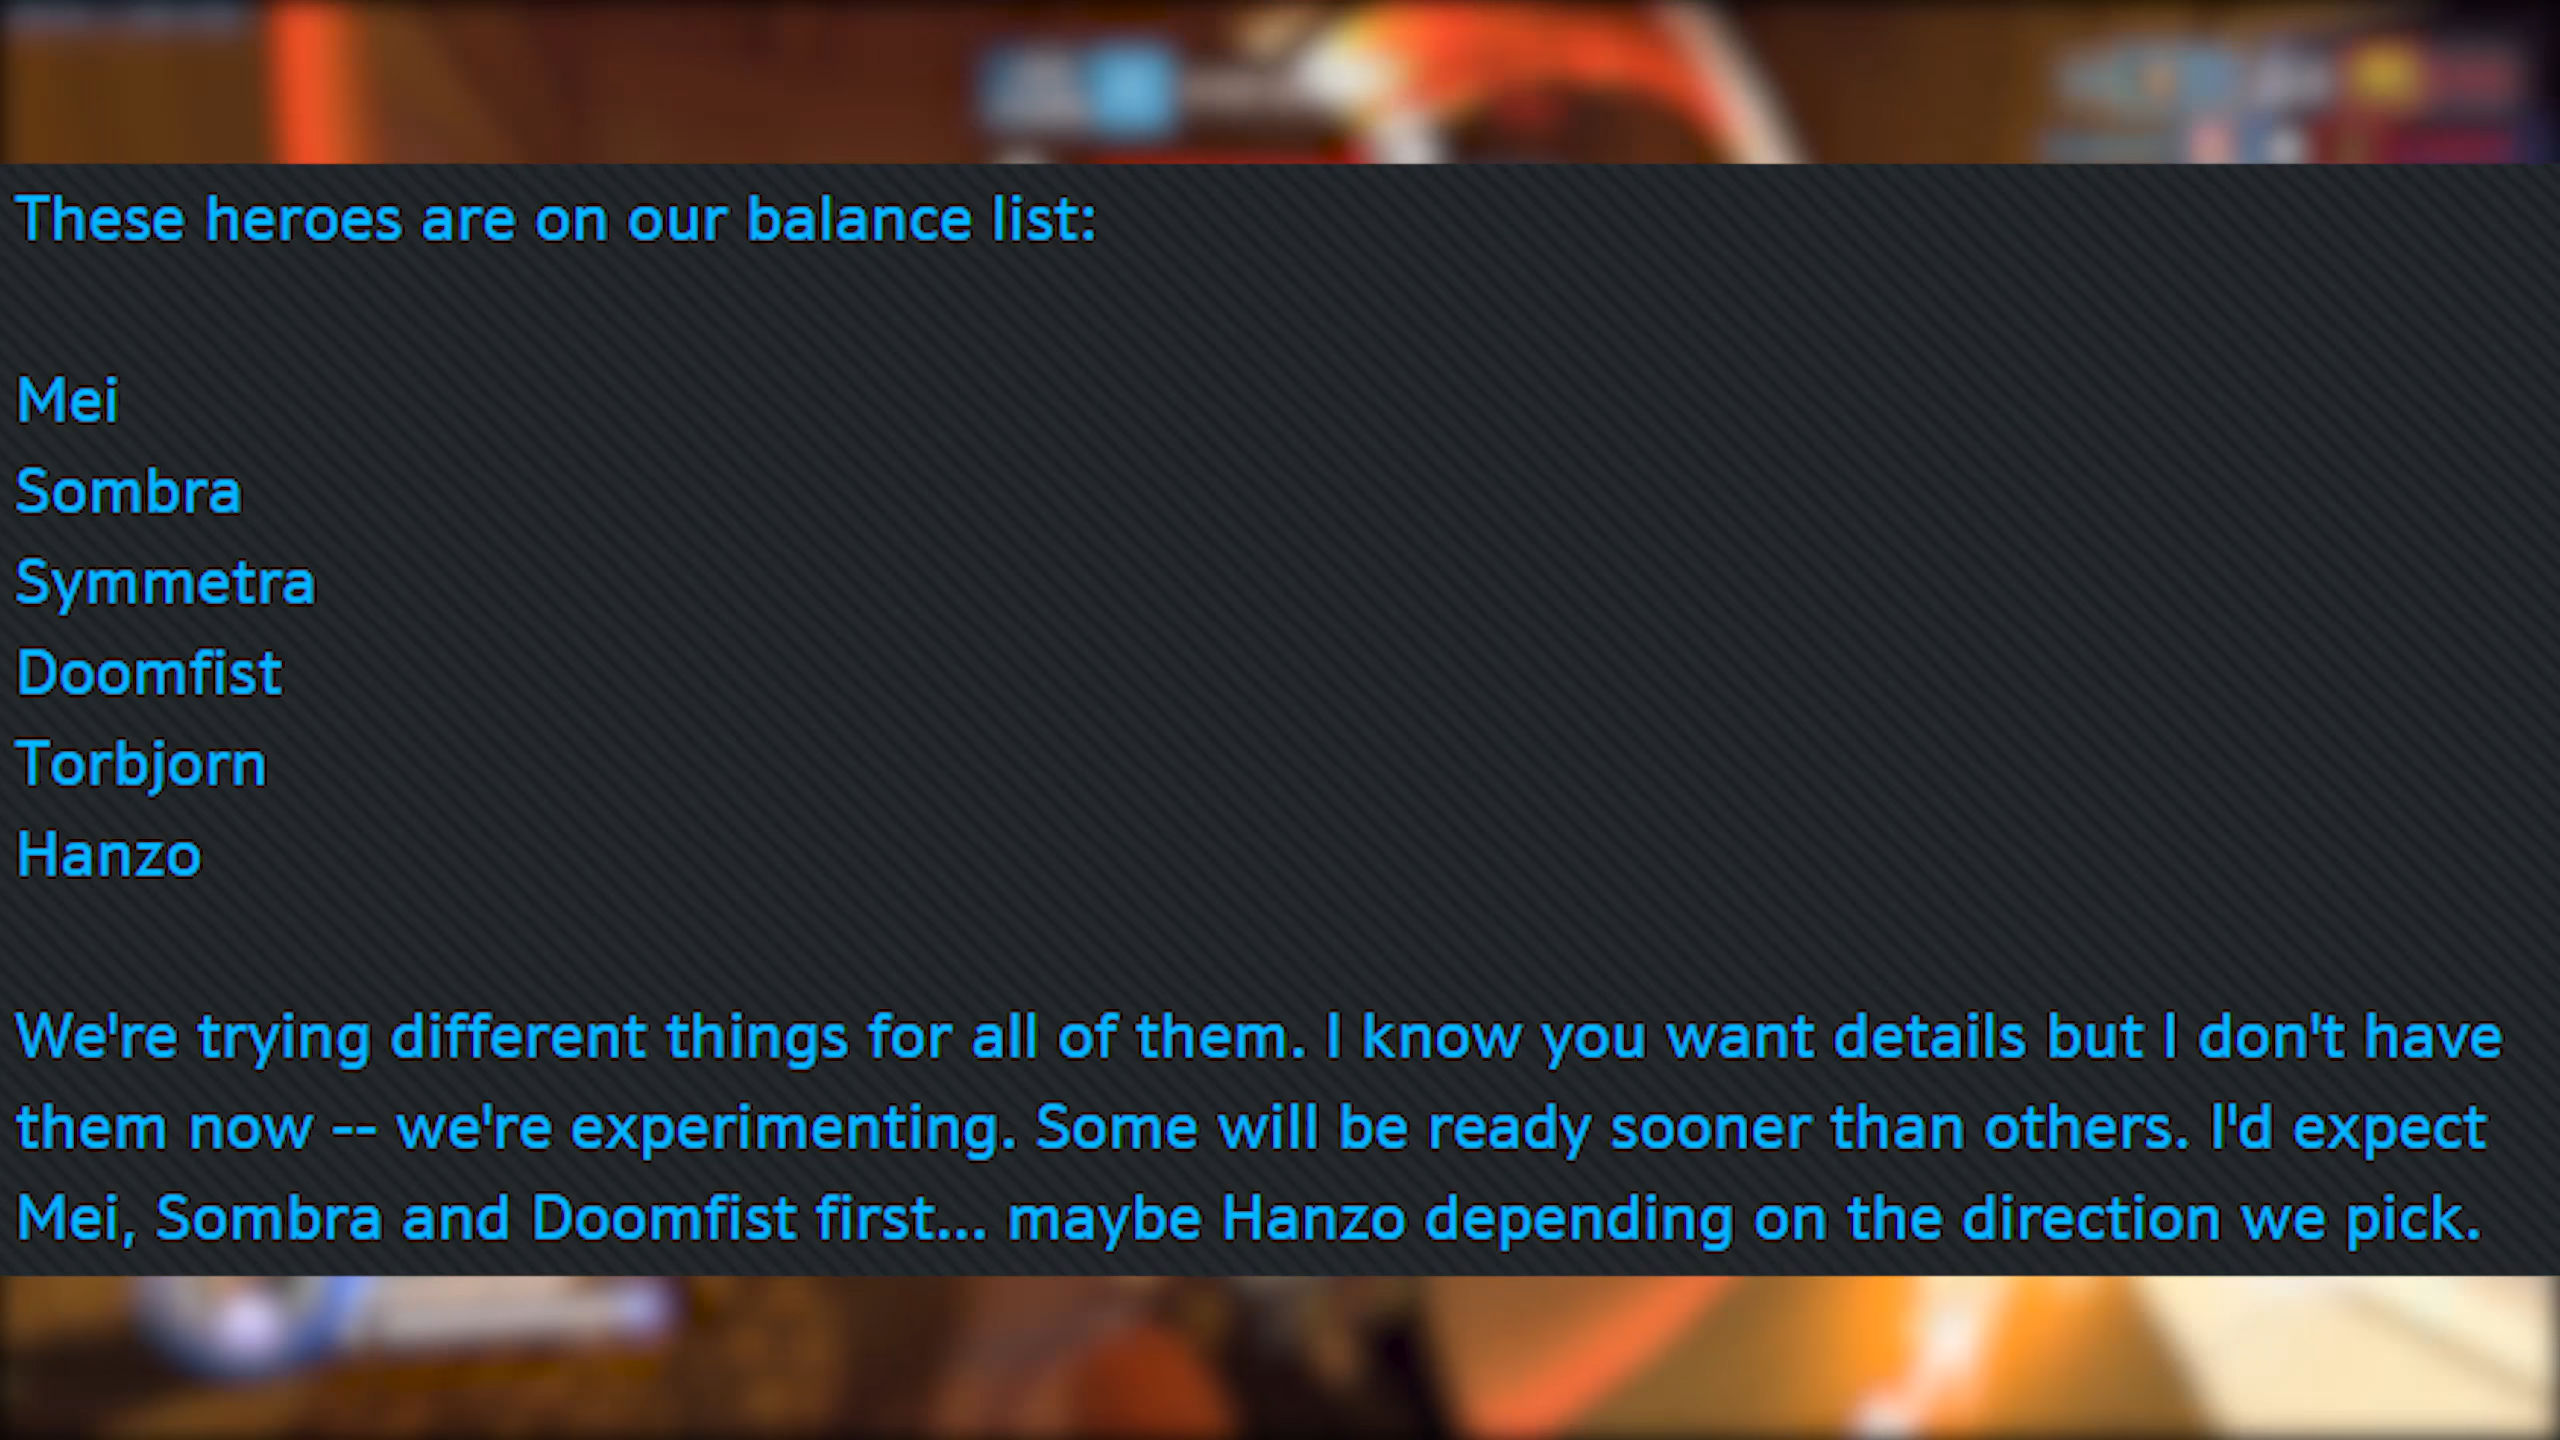 These heroes are on our balance list:
Mei
Sombra
Symmetra
Doomfist
Torbjorn
Hanzo
We're trying different things for all of them. I know you want details but I don't have
them now -- we're experimenting. Some will be ready sooner than others. I'd expect
Mei, Sombra and Doomfist first... maybe Hanzo depending on the direction we pick.